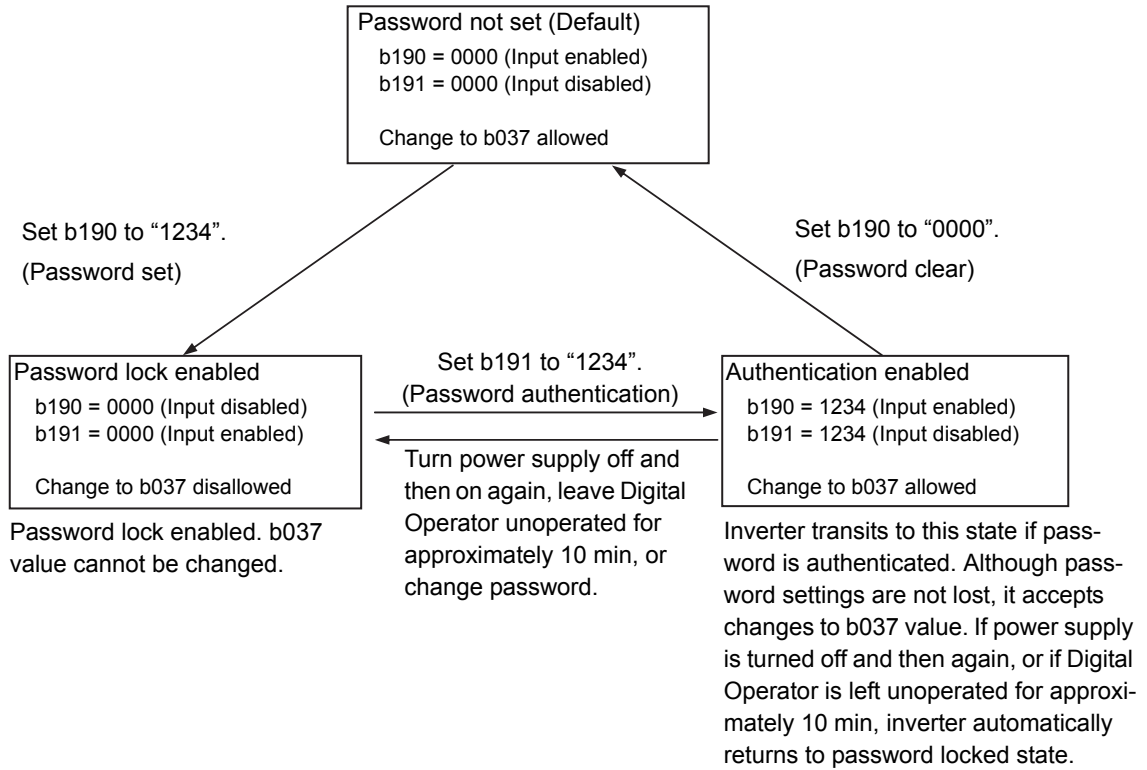 Password not set (Default)
b190 = 0000 (Input enabled)
b191 = 0000 (Input disabled)
Change to b037 allowed
Set b190 to “1234”.
(Password set)
Set b190 to “0000”.
(Password clear)
Password lock enabled
b190 = 0000 (Input disabled)
b191 = 0000 (Input enabled)
Change to b037 disallowed
Password lock enabled. b037
value cannot be changed.
Set b191 to “1234”.
(Password authentication)
Turn power supply off and
then on again, leave Digital
Operator unoperated for
approximately 10 min, or
change password.
Authentication enabled
b190 = 1234 (Input enabled)
b191 = 1234 (Input disabled)
Change to b037 allowed
Inverter transits to this state if pass-
word is authenticated. Although pass-
word settings are not lost, it accepts
changes to b037 value. If power supply
is turned off and then again, or if Digital
Operator is left unoperated for approxi-
mately 10 min, inverter automatically
returns to password locked state.